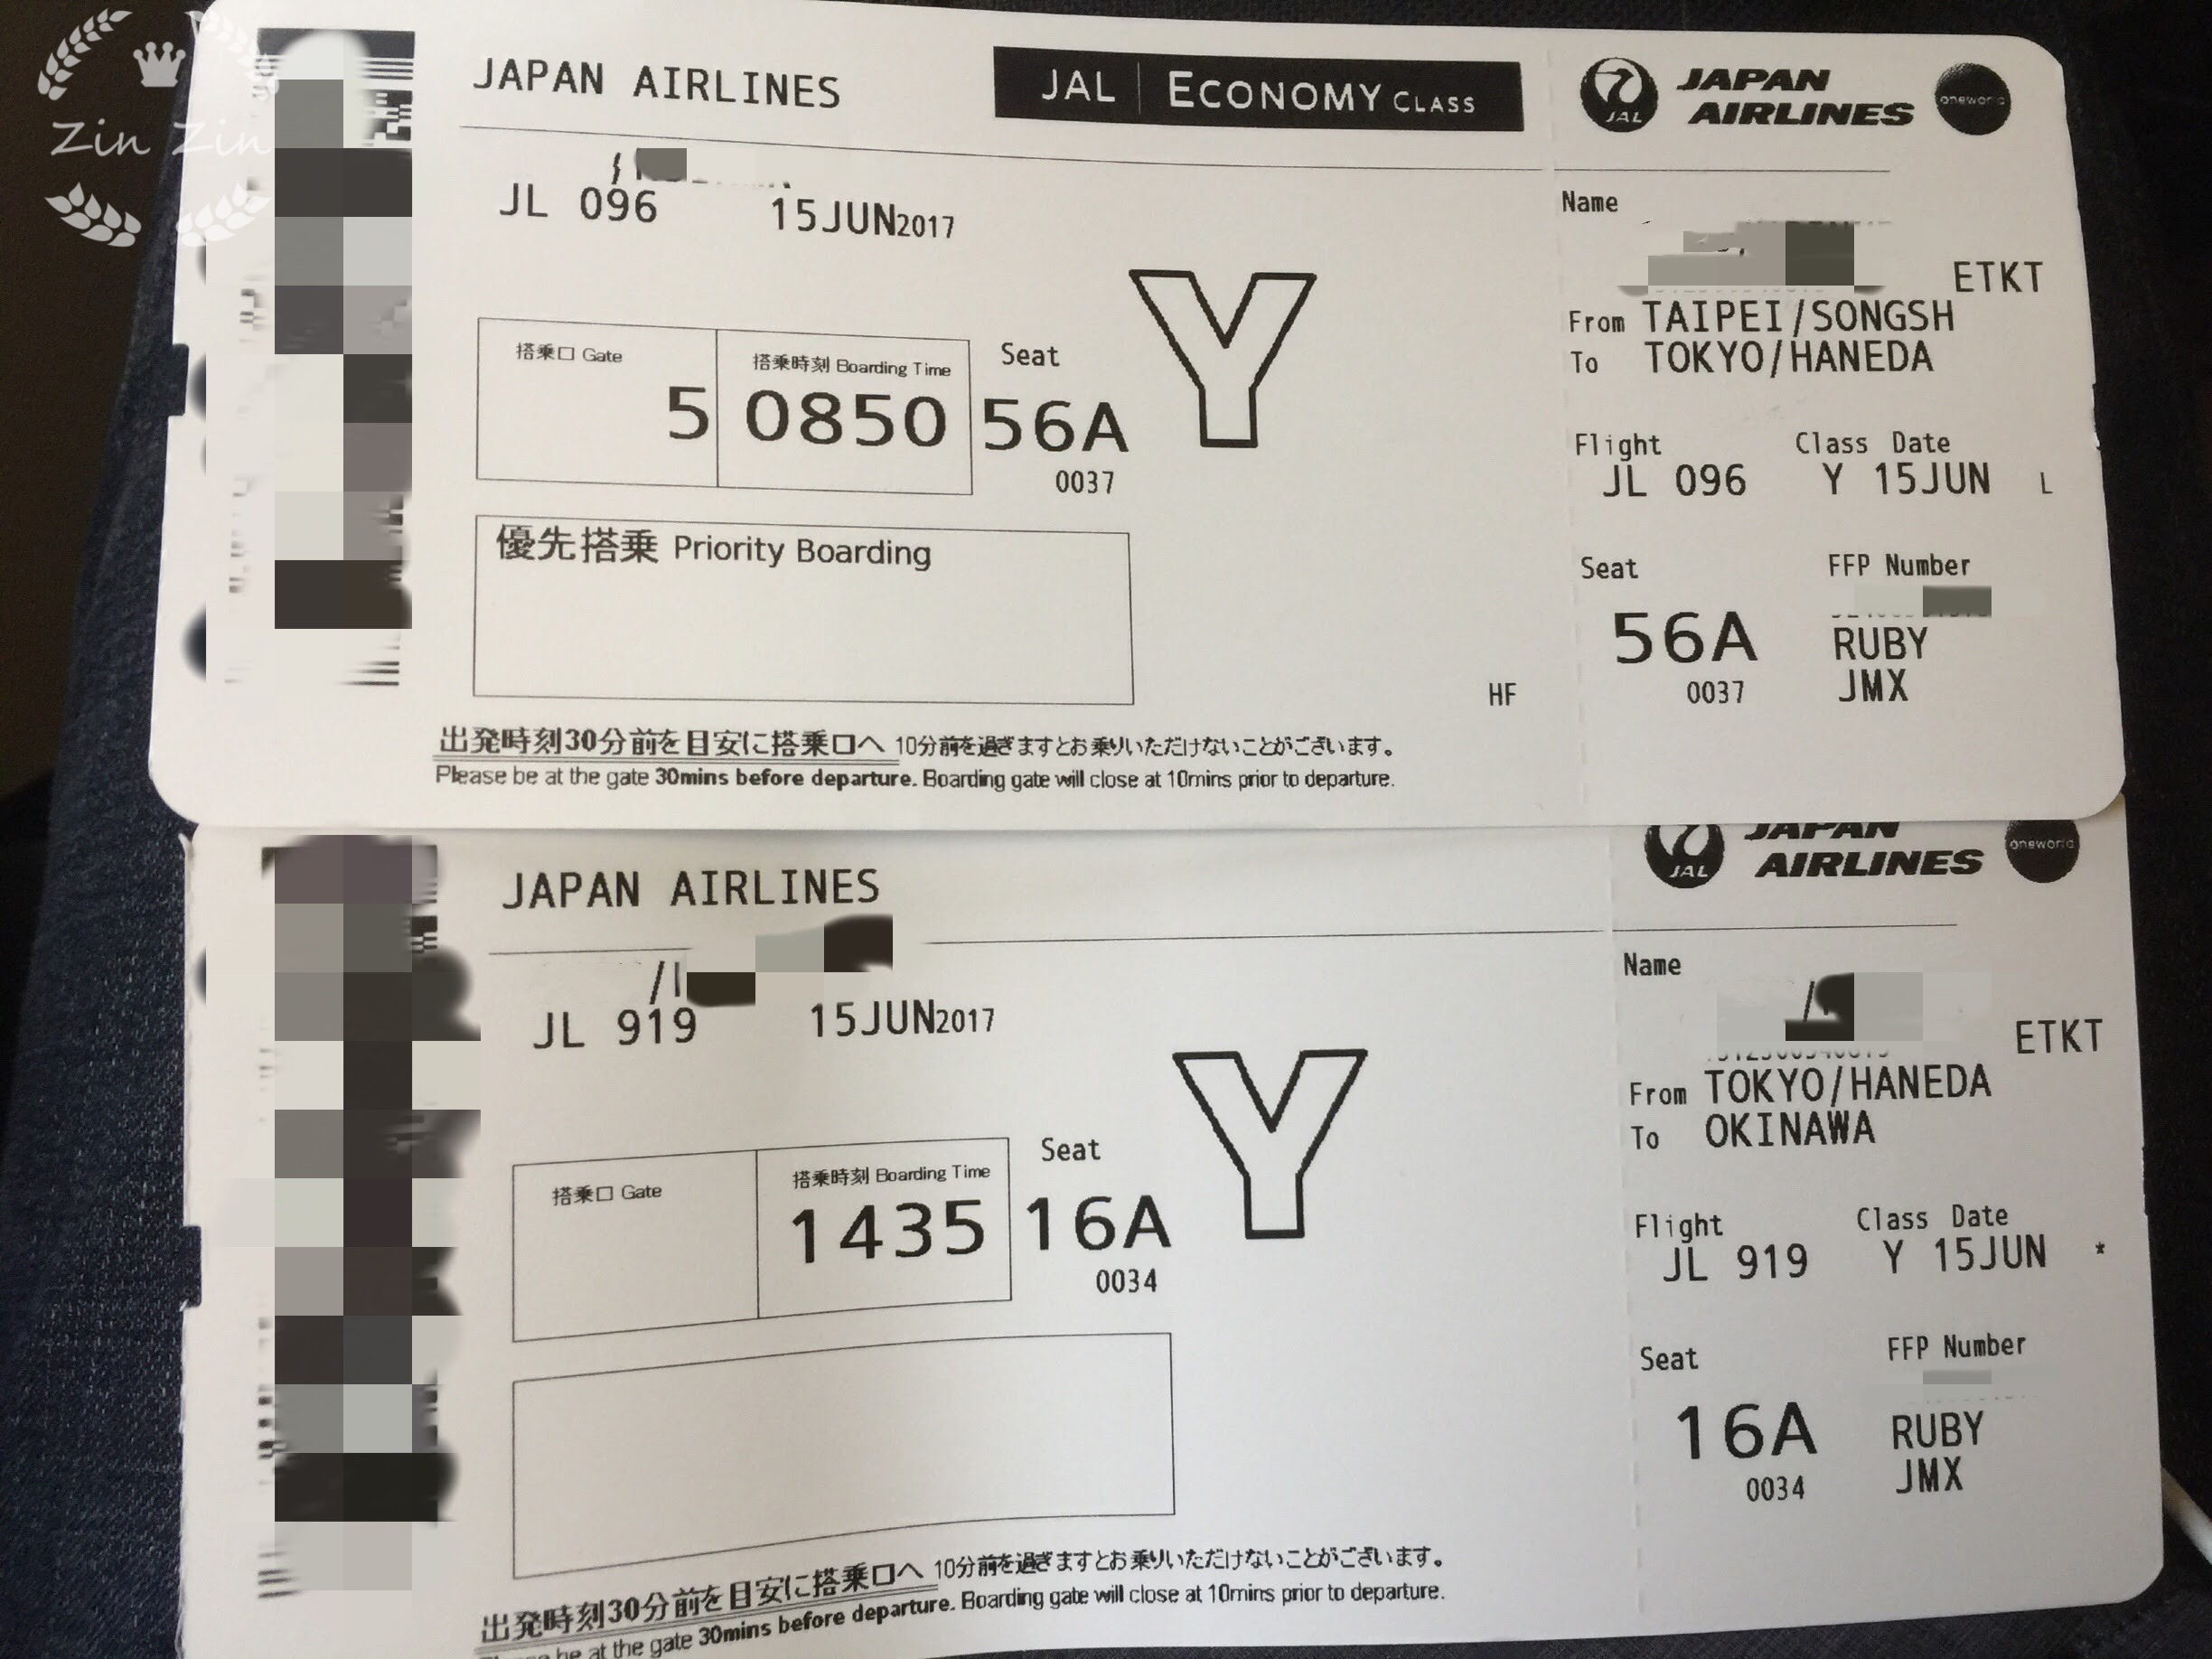 Zin Zin
JAPAN AIRLINES
JAL ECONOMY CLASS
JL 096 15JUN2017
搭乗口 Gate
5
搭乗時刻 Boarding Time
0850
Seat
56A
0037
Y
優先搭乗 Priority Boarding
HF
出発時刻30分前を目安に搭乗口へ 10分前を過ぎますとお乗りいただけないことがございます。
Please be at the gate 30mins before departure. Boarding gate will close at 10mins prior to departure.
JAL
JAPAN
AIRLINES
oneworld
Name
ETKT
From TAIPEI/SONGSH
To TOKYO/HANEDA
Flight Class Date
JL 096 Y 15JUN L
Seat FFP Number
56A RUBY
0037 JMX
JAPAN AIRLINES
JL 919 15JUN2017
搭乗口 Gate
搭乗時刻 Boarding Time
1435
Seat
16A
0034
Y
出発時刻30分前を目安に搭乗口へ 10分前を過ぎますとお乗りいただけないことがございます。
be at the gate 30mins before departure. Boarding gate will close at 10mins prior to departure.
JAL
JAPAN
AIRLINES
oneworld
Name
ETKT
From TOKYO/HANEDA
To OKINAWA
Flight Class Date
JL 919 Y 15JUN *
Seat FFP Number
16A RUBY
0034 JMX